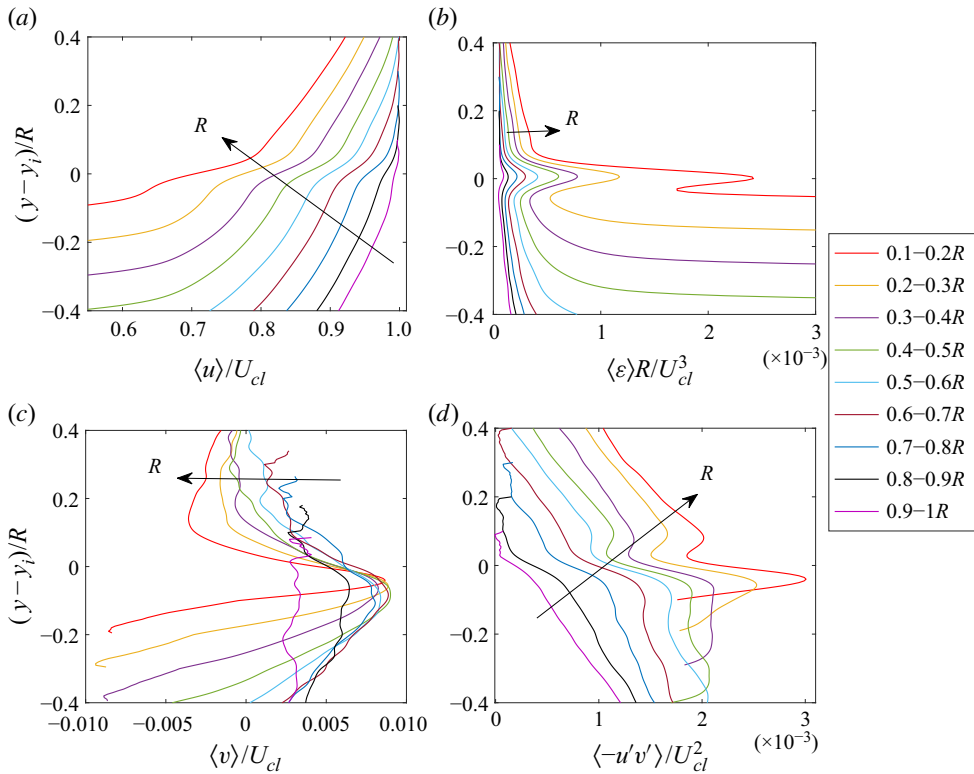 (a)
0.4
0.2
0
−0.2
−0.4
(y−y_i)/R
R
0.6 0.7 0.8 0.9 1.0
⟨u⟩/U_cl
(b)
0.4
0.2
0
−0.2
−0.4
R
0 1 2 3
(×10⁻³)
⟨ε⟩R/U_cl³
(c)
0.4
0.2
0
−0.2
−0.4
(y−y_i)/R
R
−0.010 −0.005 0 0.005 0.010
⟨v⟩/U_cl
(d)
0.4
0.2
0
−0.2
−0.4
R
0 1 2 3
(×10⁻³)
⟨−u′v′⟩/U_cl²
0.1−0.2R
0.2−0.3R
0.3−0.4R
0.4−0.5R
0.5−0.6R
0.6−0.7R
0.7−0.8R
0.8−0.9R
0.9−1R